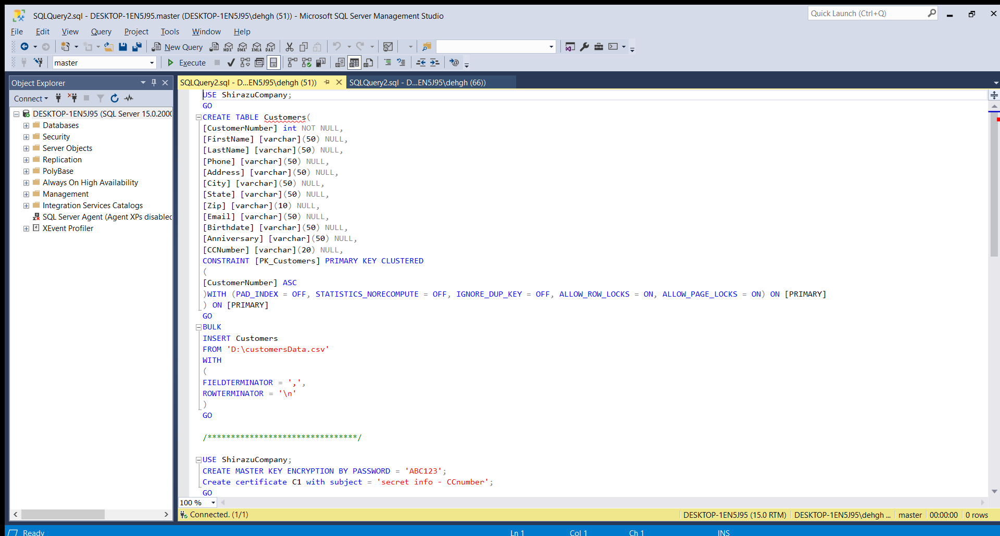 SQLQuery2.sql - DESKTOP-1EN5J95.master (DESKTOP-1EN5J95\dehgh (51)) - Microsoft SQL Server Management Studio
Quick Launch (Ctrl+Q)
File Edit View Query Project Tools Window Help
New Query MDX DMX XMLA DAX
master Execute
Object Explorer
Connect
DESKTOP-1EN5J95 (SQL Server 15.0.2000
Databases
Security
Server Objects
Replication
PolyBase
Always On High Availability
Management
Integration Services Catalogs
SQL Server Agent (Agent XPs disabled
XEvent Profiler
SQLQuery2.sql - D...EN5J95\dehgh (51)) SQLQuery2.sql - D...EN5J95\dehgh (66))
USE ShirazuCompany;
GO
CREATE TABLE Customers(
[CustomerNumber] int NOT NULL,
[FirstName] [varchar](50) NULL,
[LastName] [varchar](50) NULL,
[Phone] [varchar](50) NULL,
[Address] [varchar](50) NULL,
[City] [varchar](50) NULL,
[State] [varchar](50) NULL,
[Zip] [varchar](10) NULL,
[Email] [varchar](50) NULL,
[Birthdate] [varchar](50) NULL,
[Anniversary] [varchar](50) NULL,
[CCNumber] [varchar](20) NULL,
CONSTRAINT [PK_Customers] PRIMARY KEY CLUSTERED
(
[CustomerNumber] ASC
)WITH (PAD_INDEX = OFF, STATISTICS_NORECOMPUTE = OFF, IGNORE_DUP_KEY = OFF, ALLOW_ROW_LOCKS = ON, ALLOW_PAGE_LOCKS = ON) ON [PRIMARY]
) ON [PRIMARY]
GO
BULK
INSERT Customers
FROM 'D:\customersData.csv'
WITH
(
FIELDTERMINATOR = ',',
ROWTERMINATOR = '\n'
)
GO
/********************************/
USE ShirazuCompany;
CREATE MASTER KEY ENCRYPTION BY PASSWORD = 'ABC123';
Create certificate C1 with subject = 'secret info - CCnumber';
GO
100 %
Connected. (1/1) DESKTOP-1EN5J95 (15.0 RTM) DESKTOP-1EN5J95\dehgh ... master 00:00:00 0 rows
Ready Ln 1 Col 1 Ch 1 INS